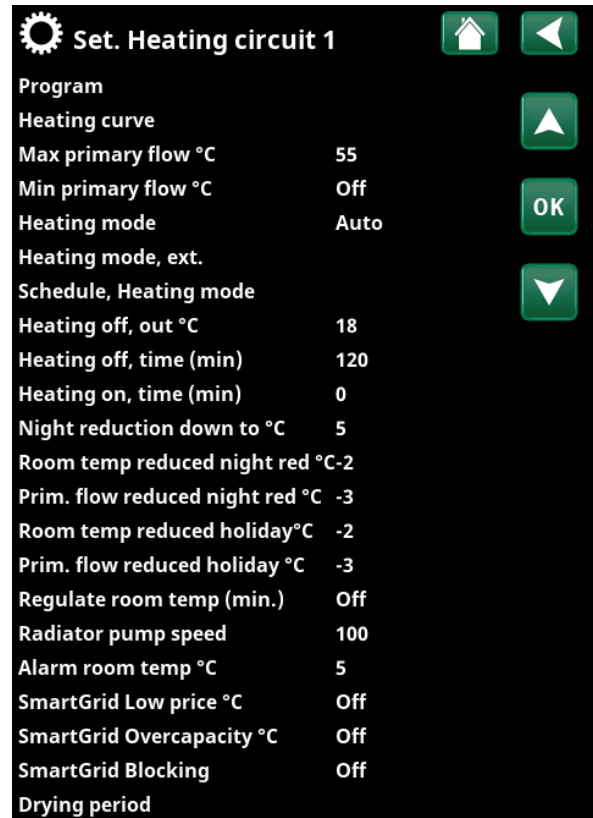 Set. Heating circuit 1
Program
Heating curve
Max primary flow °C 55
Min primary flow °C Off
OK
Heating mode Auto
Heating mode, ext.
Schedule, Heating mode
Heating off, out °C 18
Heating off, time (min) 120
Heating on, time (min) 0
Night reduction down to °C 5
Room temp reduced night red °C-2
Prim. flow reduced night red °C -3
Room temp reduced holiday°C -2
Prim. flow reduced holiday °C -3
Regulate room temp (min.) Off
Radiator pump speed 100
Alarm room temp °C 5
SmartGrid Low price °C Off
SmartGrid Overcapacity °C Off
SmartGrid Blocking Off
Drying period